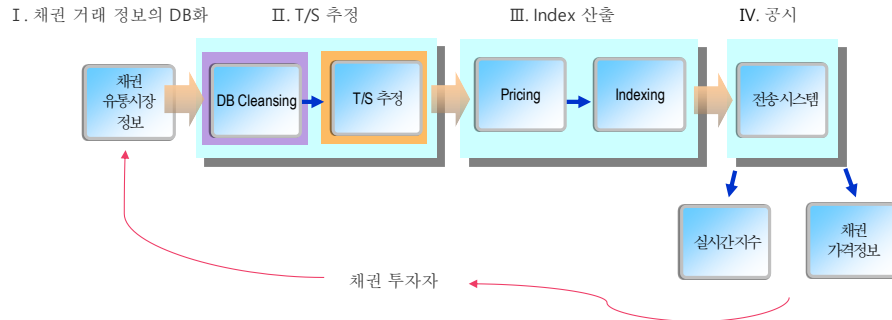 Ⅰ. 채권 거래 정보의 DB화
Ⅱ. T/S 추정
Ⅲ. Index 산출
Ⅳ. 공시
채권
유통시장
정보
DB Cleansing
T/S 추정
Pricing
Indexing
전송시스템
실시간지수
채권
가격정보
채권 투자자